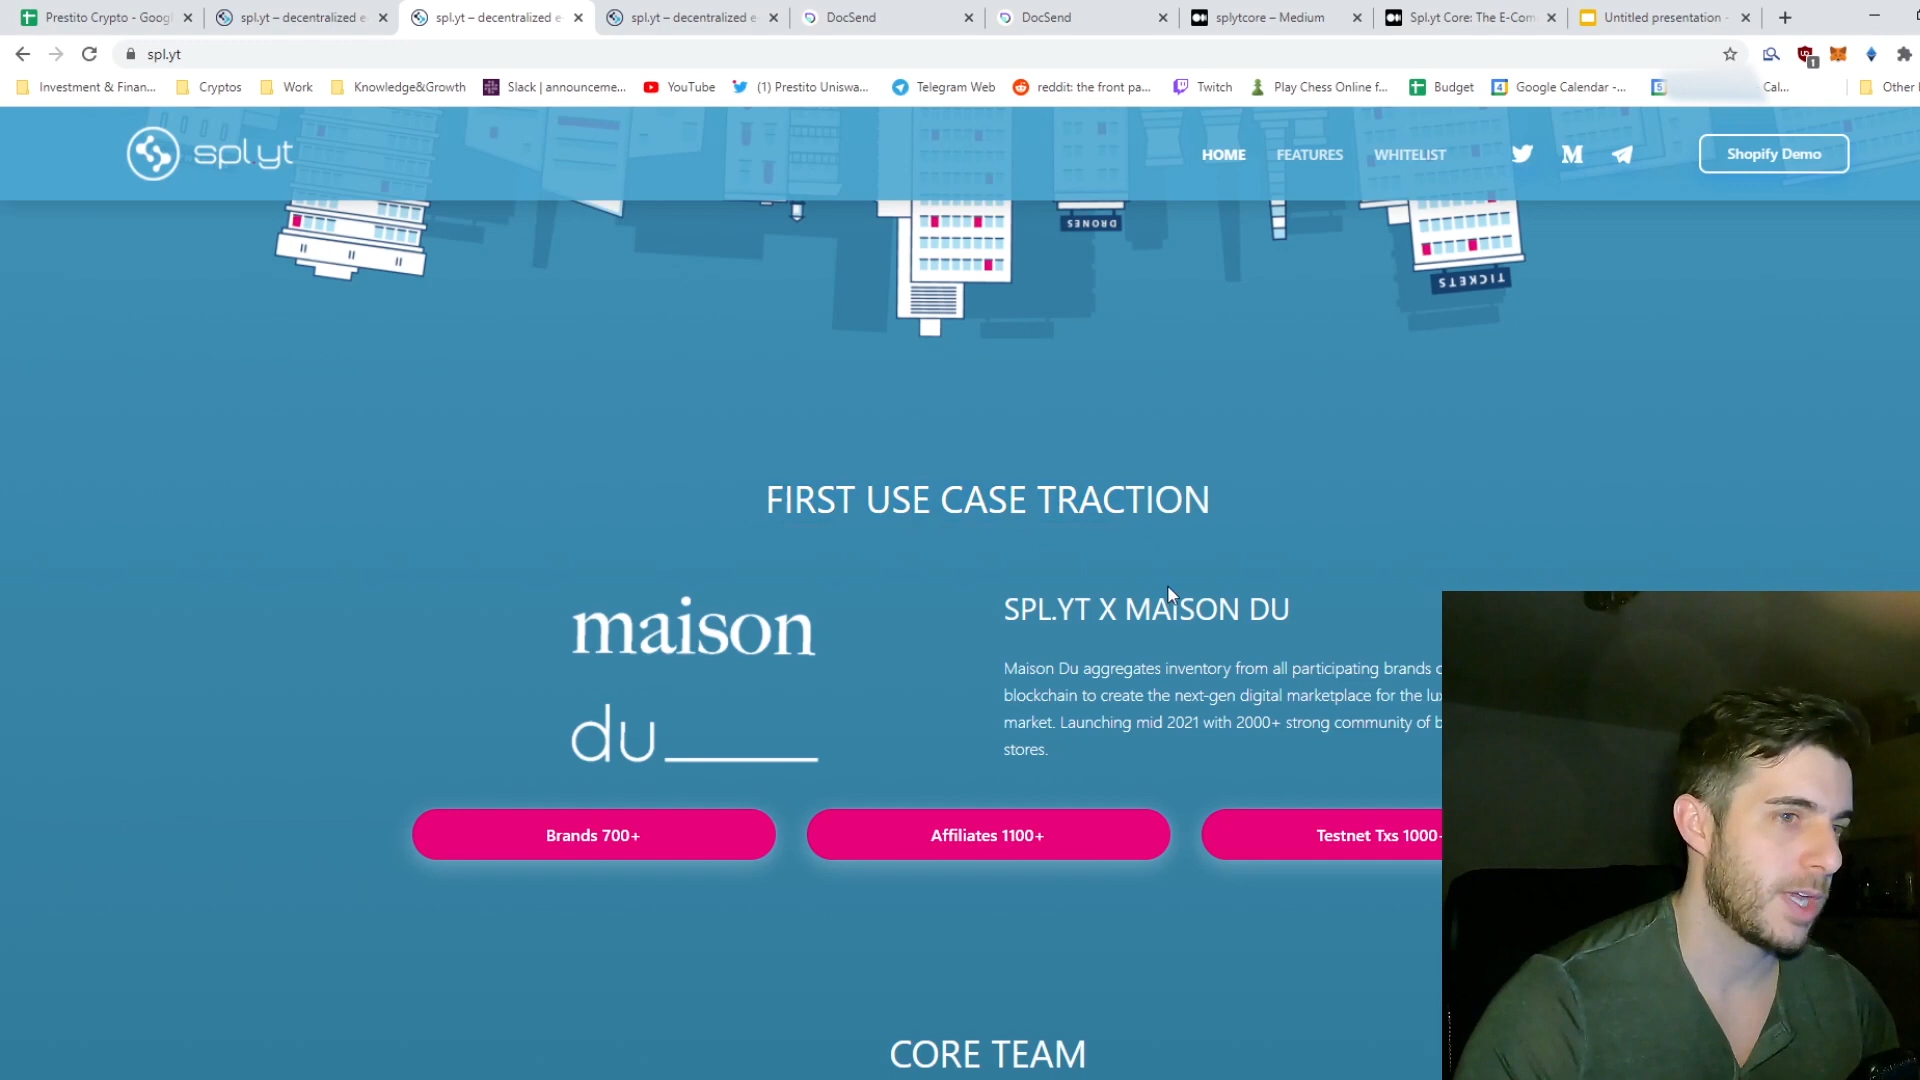 Prestito Crypto - Googl
spl.yt – decentralized e
spl.yt – decentralized e
spl.yt – decentralized e
DocSend
DocSend
splytcore – Medium
Spl.yt Core: The E-Com
Untitled presentation -
spl.yt
1
Investment & Finan...
Cryptos
Work
Knowledge&Growth
Slack | announceme...
YouTube
(1) Prestito Uniswa...
Telegram Web
reddit: the front pa...
Twitch
Play Chess Online f...
Budget
4
Google Calendar -...
5
Cal...
Other
spl.yt
HOME
FEATURES
WHITELIST
M
Shopify Demo
DRONES
TICKETS
FIRST USE CASE TRACTION
maison
du
SPL.YT X MAISON DU
Maison Du aggregates inventory from all participating brands
blockchain to create the next-gen digital marketplace for the
market. Launching mid 2021 with 2000+ strong community of
stores.
Brands 700+
Affiliates 1100+
Testnet Txs 1000
CORE TEAM